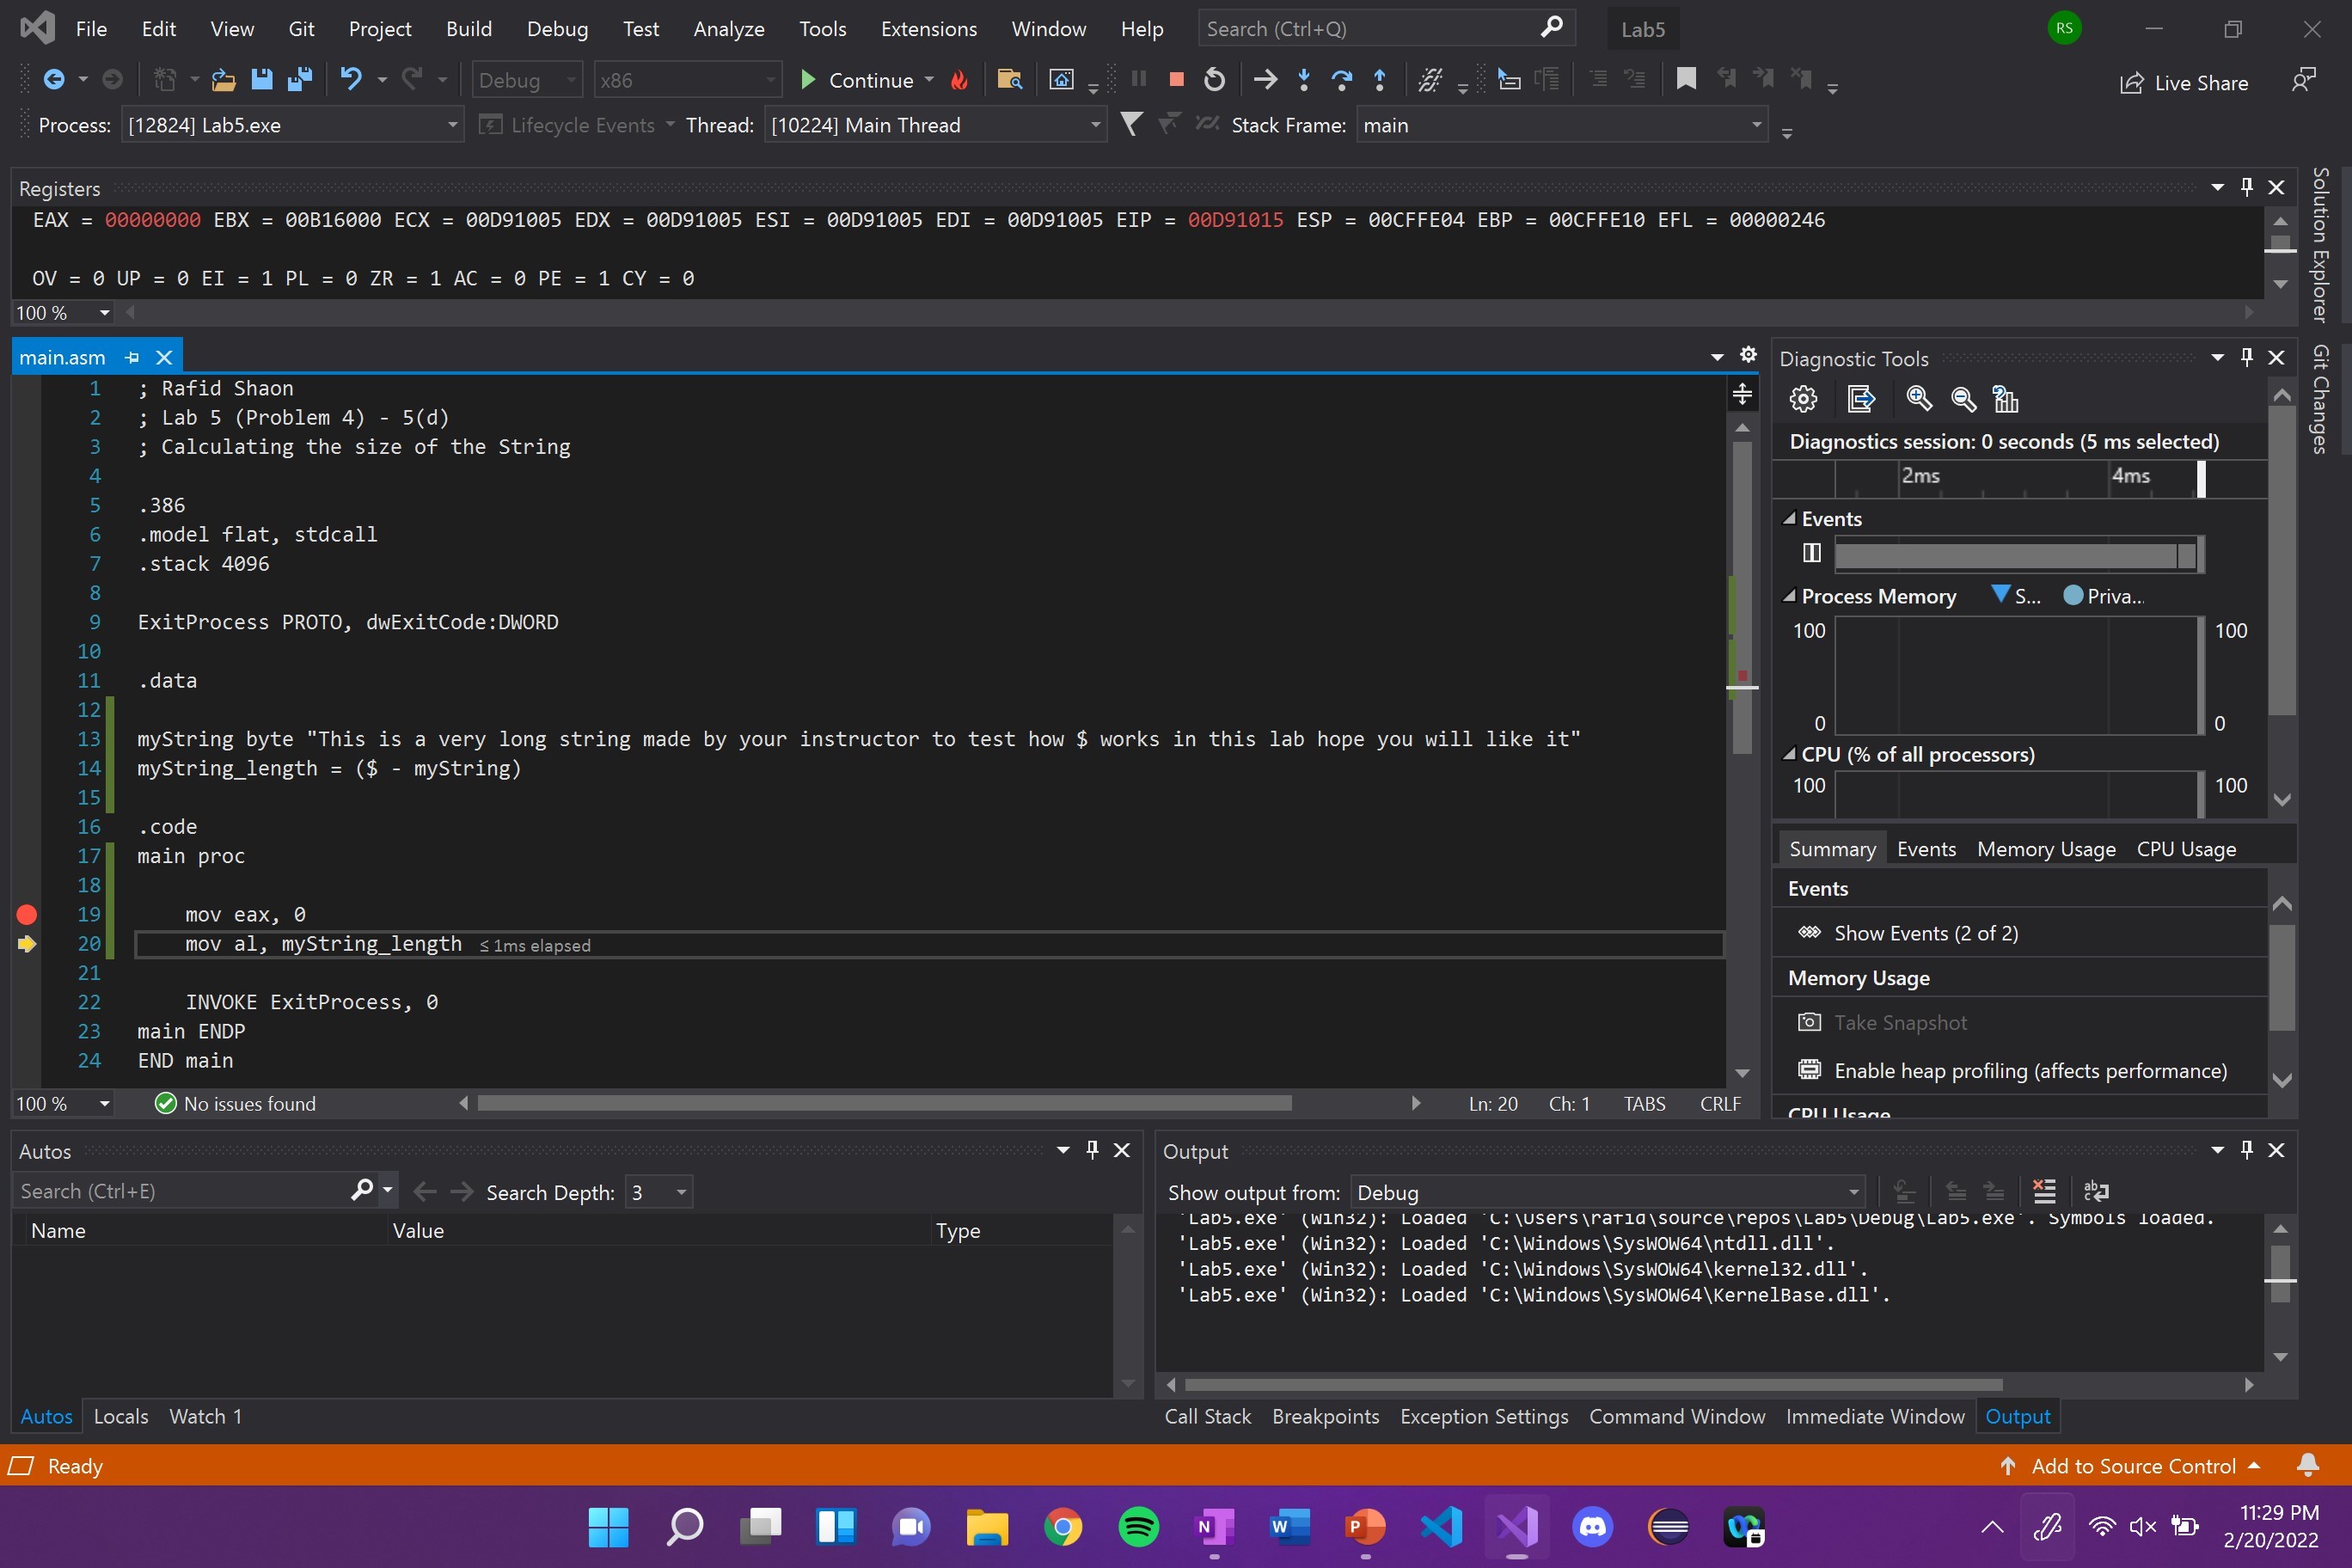 File Edit View Git Project Build Debug Test Analyze Tools Extensions Window Help Search (Ctrl+Q) Lab5 RS
Debug x86 Continue Live Share
Process: [12824] Lab5.exe Lifecycle Events Thread: [10224] Main Thread Stack Frame: main
Registers
EAX = 00000000 EBX = 00B16000 ECX = 00D91005 EDX = 00D91005 ESI = 00D91005 EDI = 00D91005 EIP = 00D91015 ESP = 00CFFE04 EBP = 00CFFE10 EFL = 00000246
OV = 0 UP = 0 EI = 1 PL = 0 ZR = 1 AC = 0 PE = 1 CY = 0
100 %
Solution Explorer
Git Changes
main.asm
1 ; Rafid Shaon
2 ; Lab 5 (Problem 4) - 5(d)
3 ; Calculating the size of the String
4
5 .386
6 .model flat, stdcall
7 .stack 4096
8
9 ExitProcess PROTO, dwExitCode:DWORD
10
11 .data
12
13 myString byte "This is a very long string made by your instructor to test how $ works in this lab hope you will like it"
14 myString_length = ($ - myString)
15
16 .code
17 main proc
18
19 mov eax, 0
20 mov al, myString_length ≤ 1ms elapsed
21
22 INVOKE ExitProcess, 0
23 main ENDP
24 END main
100 % No issues found Ln: 20 Ch: 1 TABS CRLF
Diagnostic Tools
Diagnostics session: 0 seconds (5 ms selected)
2ms 4ms
Events
Process Memory S... Priva...
100 100
0 0
CPU (% of all processors)
100 100
Summary Events Memory Usage CPU Usage
Events
Show Events (2 of 2)
Memory Usage
Take Snapshot
Enable heap profiling (affects performance)
CPU Usage
Autos
Search (Ctrl+E) Search Depth: 3
Name Value Type
Autos Locals Watch 1
Output
Show output from: Debug
'Lab5.exe' (Win32): Loaded 'C:\Users\rafid\source\repos\Lab5\Debug\Lab5.exe'. Symbols loaded.
'Lab5.exe' (Win32): Loaded 'C:\Windows\SysWOW64\ntdll.dll'.
'Lab5.exe' (Win32): Loaded 'C:\Windows\SysWOW64\kernel32.dll'.
'Lab5.exe' (Win32): Loaded 'C:\Windows\SysWOW64\KernelBase.dll'.
Call Stack Breakpoints Exception Settings Command Window Immediate Window Output
Ready Add to Source Control
11:29 PM
2/20/2022